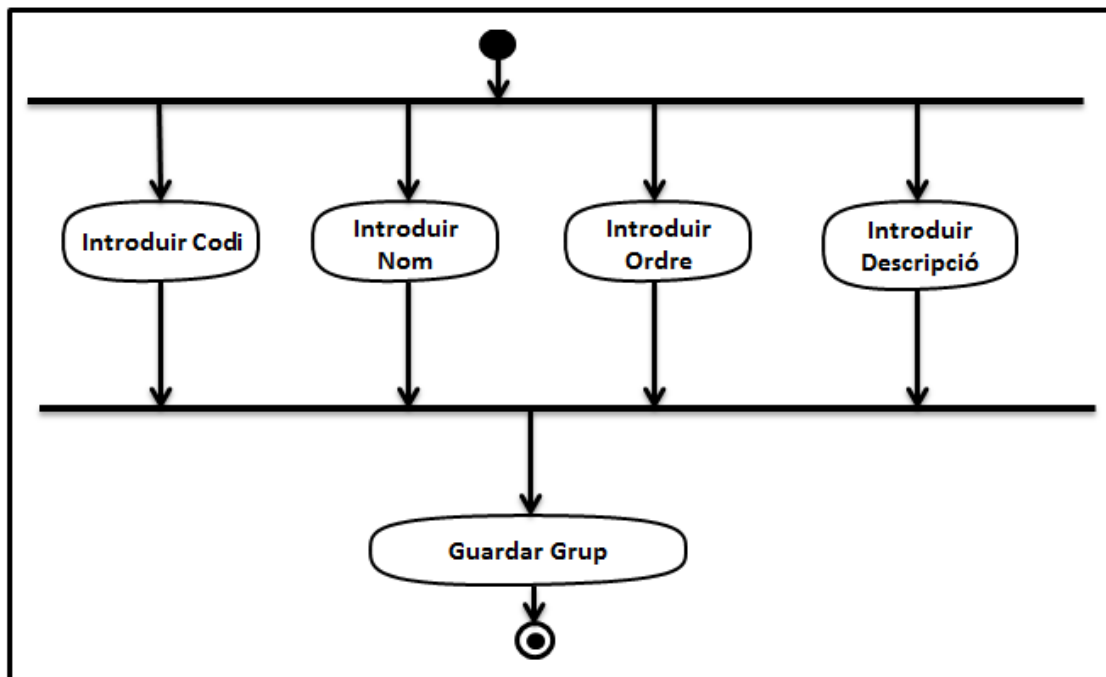 Introduir Codi
Introduir
Nom
Introduir
Ordre
Introduir
Descripció
Guardar Grup